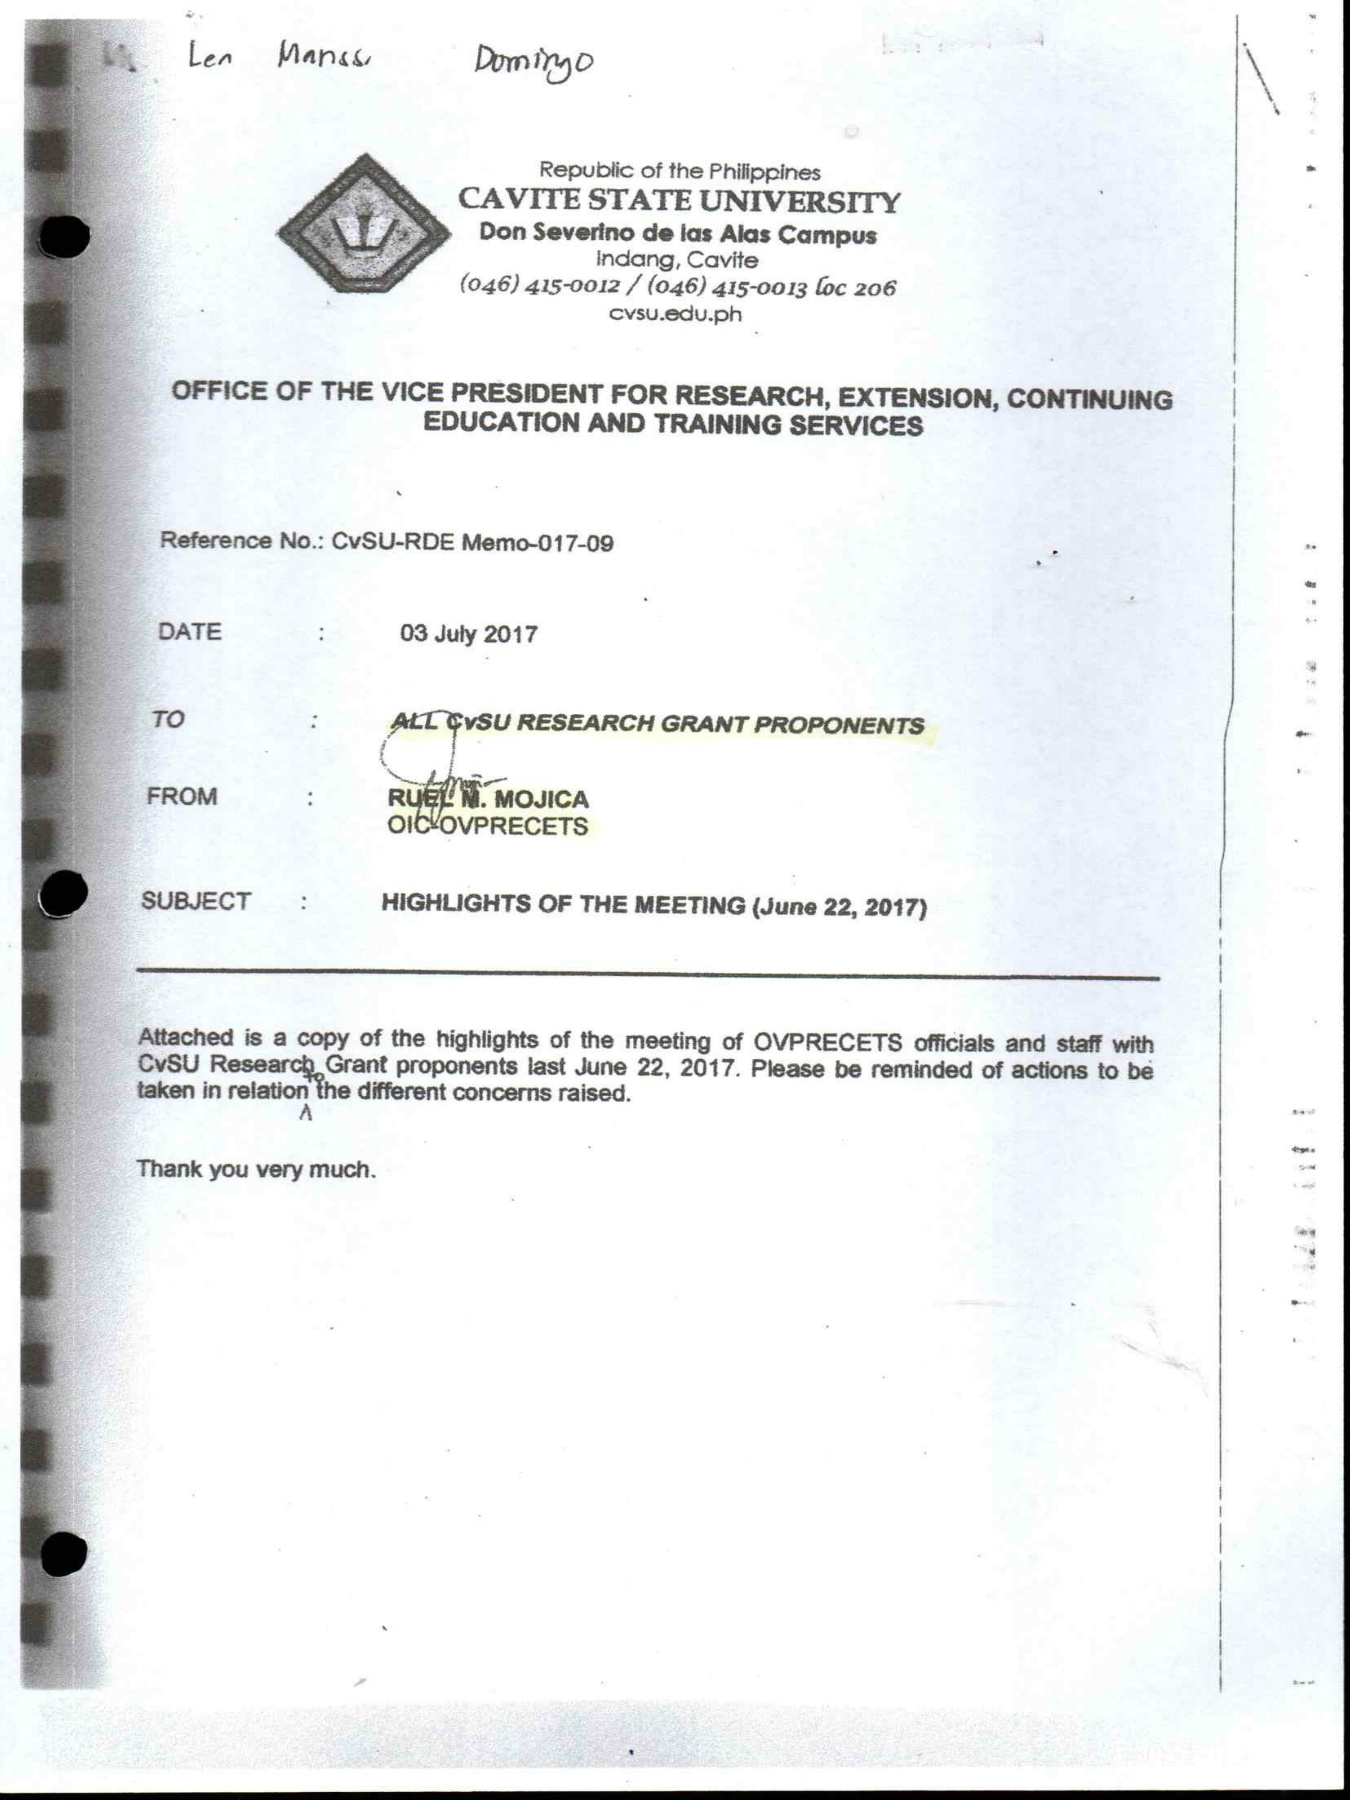 Len Domingo
Republic of the Philippines
CAVITE STATE UNIVERSITY
Don Severino de las Alas Campus
Indang, Cavite
(046) 415-0012 / (046) 415-0013 loc 206
cvsu.edu.ph
OFFICE OF THE VICE PRESIDENT FOR RESEARCH, EXTENSION, CONTINUING
EDUCATION AND TRAINING SERVICES
Reference No.: CvSU-RDE Memo-017-09
DATE : 03 July 2017
TO : ALL CvSU RESEARCH GRANT PROPONENTS
FROM : RUEL M. MOJICA
OIC-OVPRECETS
SUBJECT : HIGHLIGHTS OF THE MEETING (June 22, 2017)
Attached is a copy of the highlights of the meeting of OVPRECETS officials and staff with
CvSU Research Grant proponents last June 22, 2017. Please be reminded of actions to be
taken in relation to the different concerns raised.
Thank you very much.